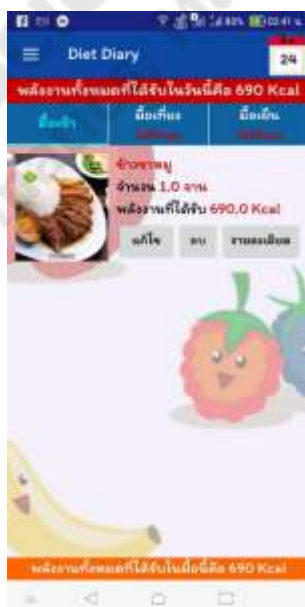 80% 02:41
Diet Diary
24
พลังงานทั้งหมดที่ได้รับในวันนี้คือ 690 Kcal
มื้อเช้า มื้อเที่ยง มื้อเย็น
ข้าวขาหมู
จำนวน 1.0 จาน
พลังงานที่ได้รับ 690.0 Kcal
แก้ไข ลบ รายละเอียด
พลังงานทั้งหมดที่ได้รับในมื้อนี้คือ 690 Kcal